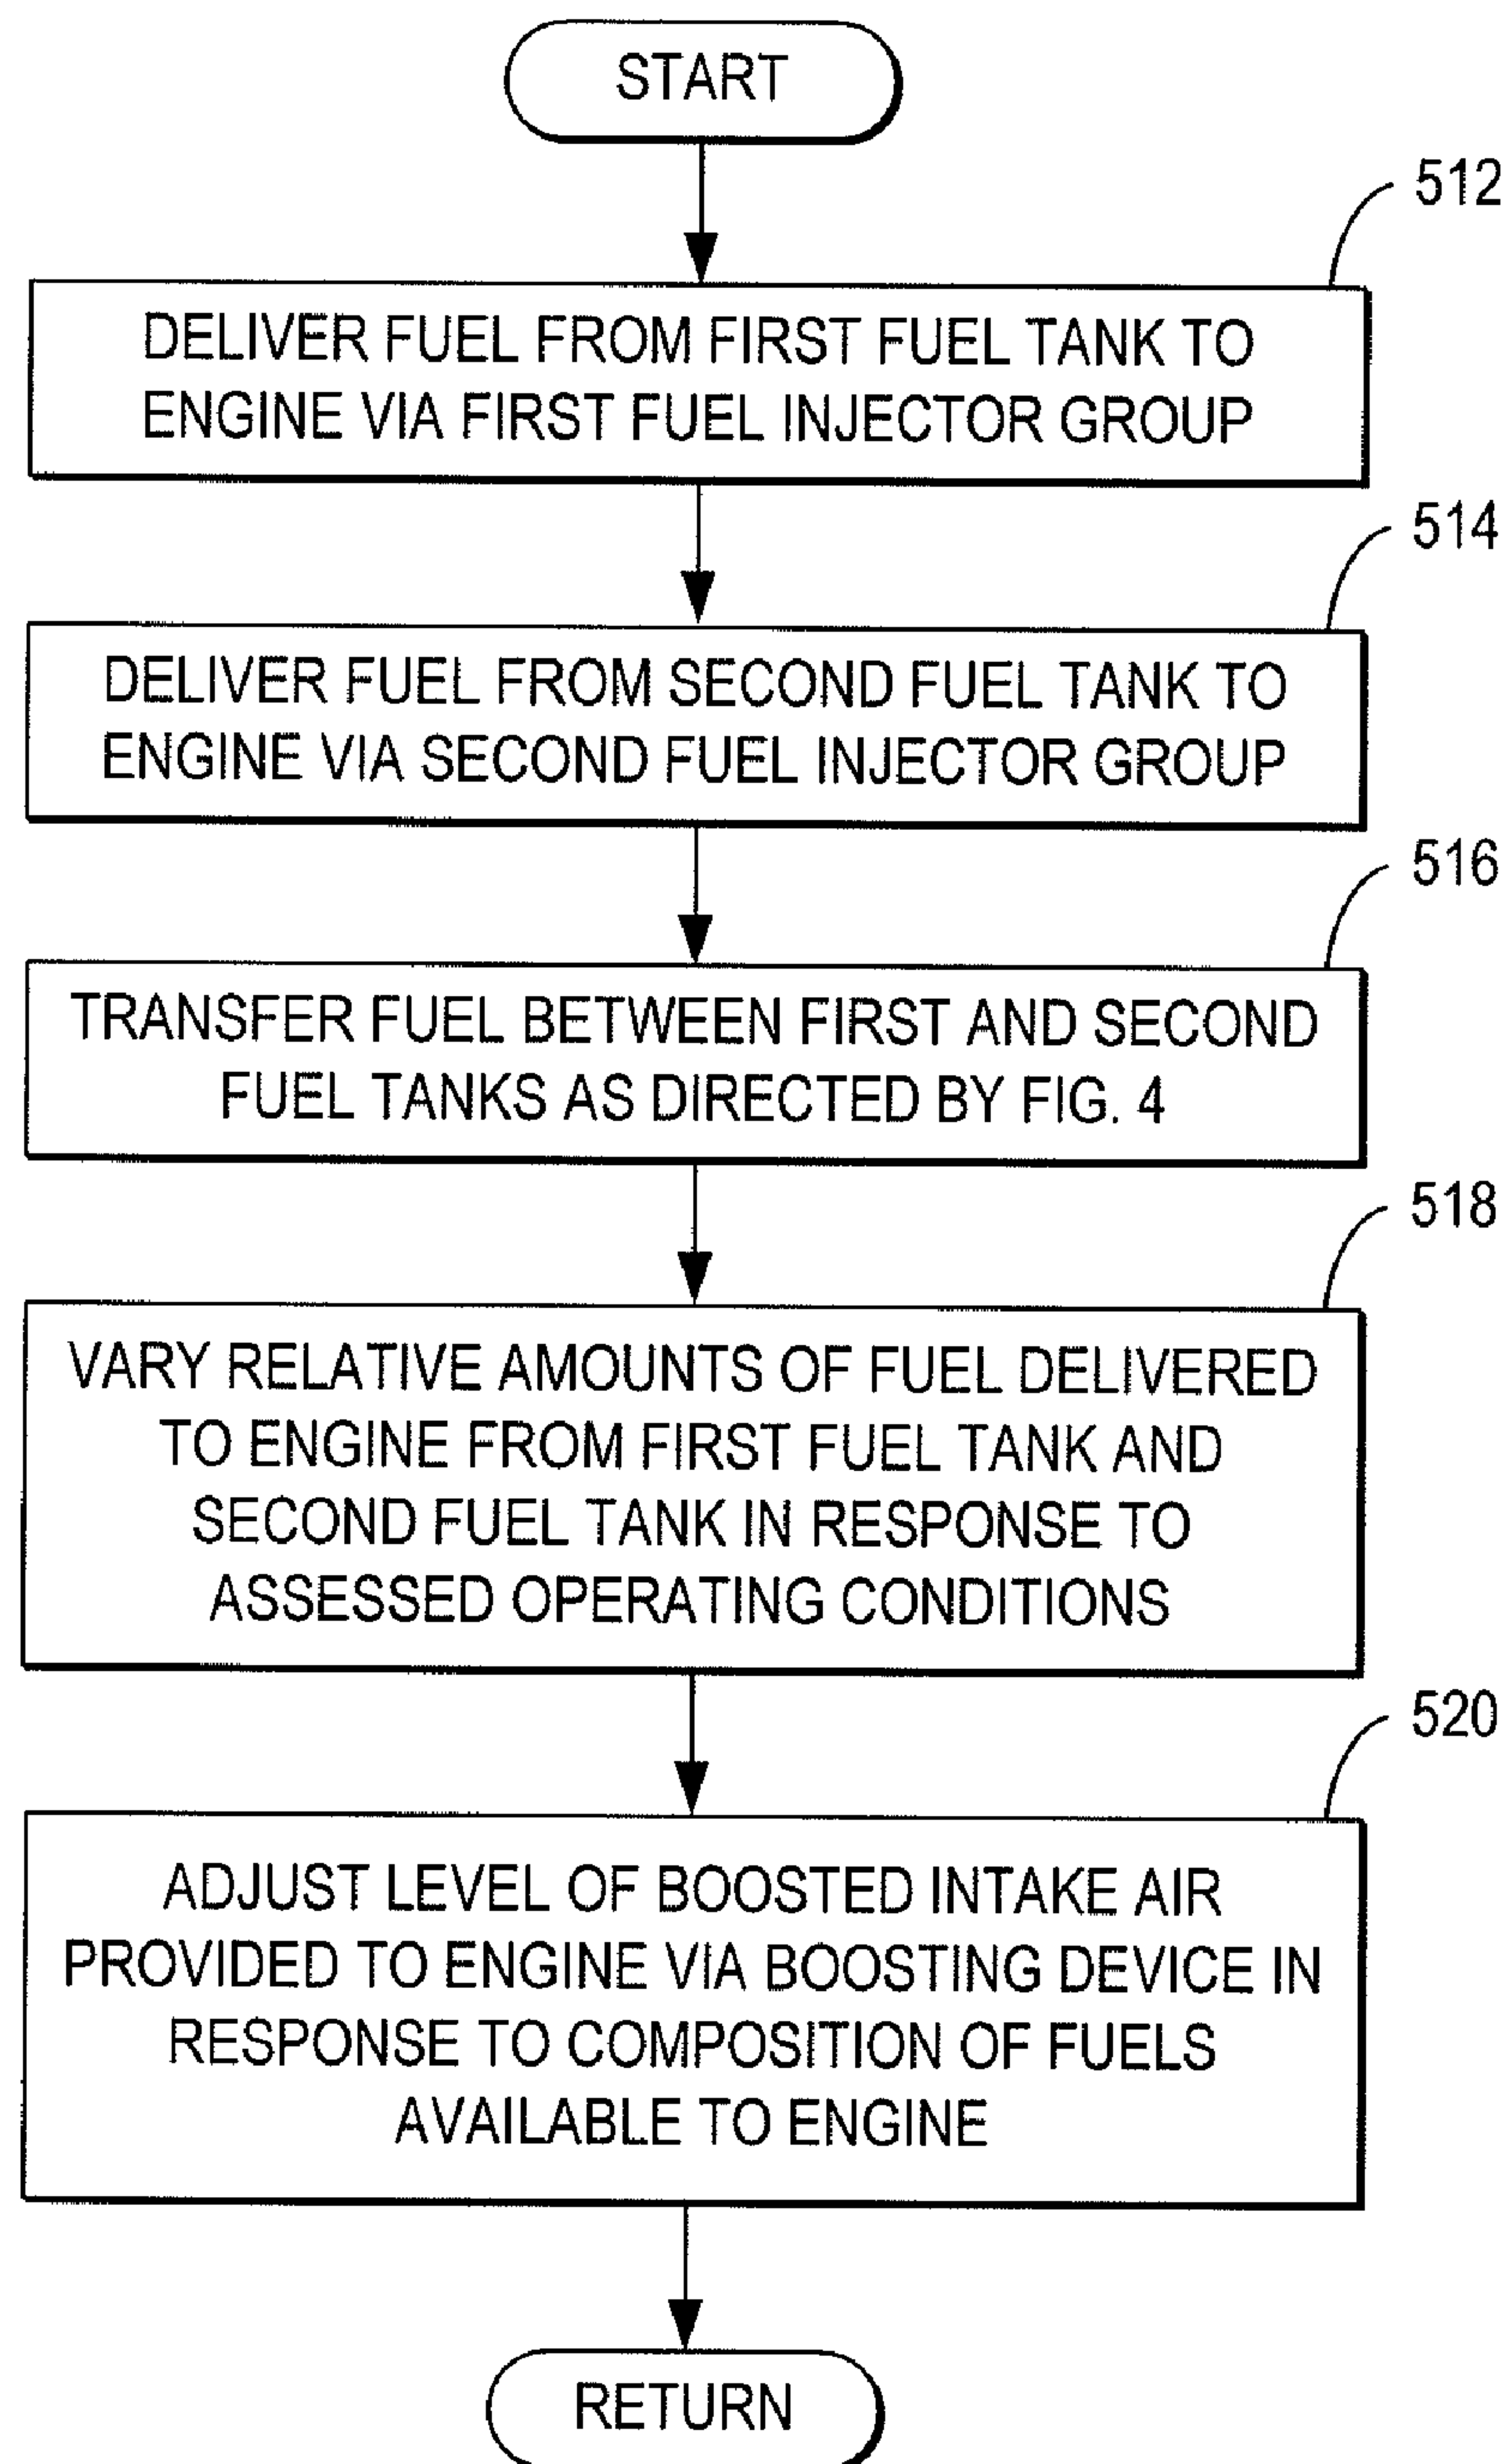 START
512
DELIVER FUEL FROM FIRST FUEL TANK TO
ENGINE VIA FIRST FUEL INJECTOR GROUP
514
DELIVER FUEL FROM SECOND FUEL TANK TO
ENGINE VIA SECOND FUEL INJECTOR GROUP
516
TRANSFER FUEL BETWEEN FIRST AND SECOND
FUEL TANKS AS DIRECTED BY FIG. 4
518
VARY RELATIVE AMOUNTS OF FUEL DELIVERED
TO ENGINE FROM FIRST FUEL TANK AND
SECOND FUEL TANK IN RESPONSE TO
ASSESSED OPERATING CONDITIONS
520
ADJUST LEVEL OF BOOSTED INTAKE AIR
PROVIDED TO ENGINE VIA BOOSTING DEVICE IN
RESPONSE TO COMPOSITION OF FUELS
AVAILABLE TO ENGINE
RETURN